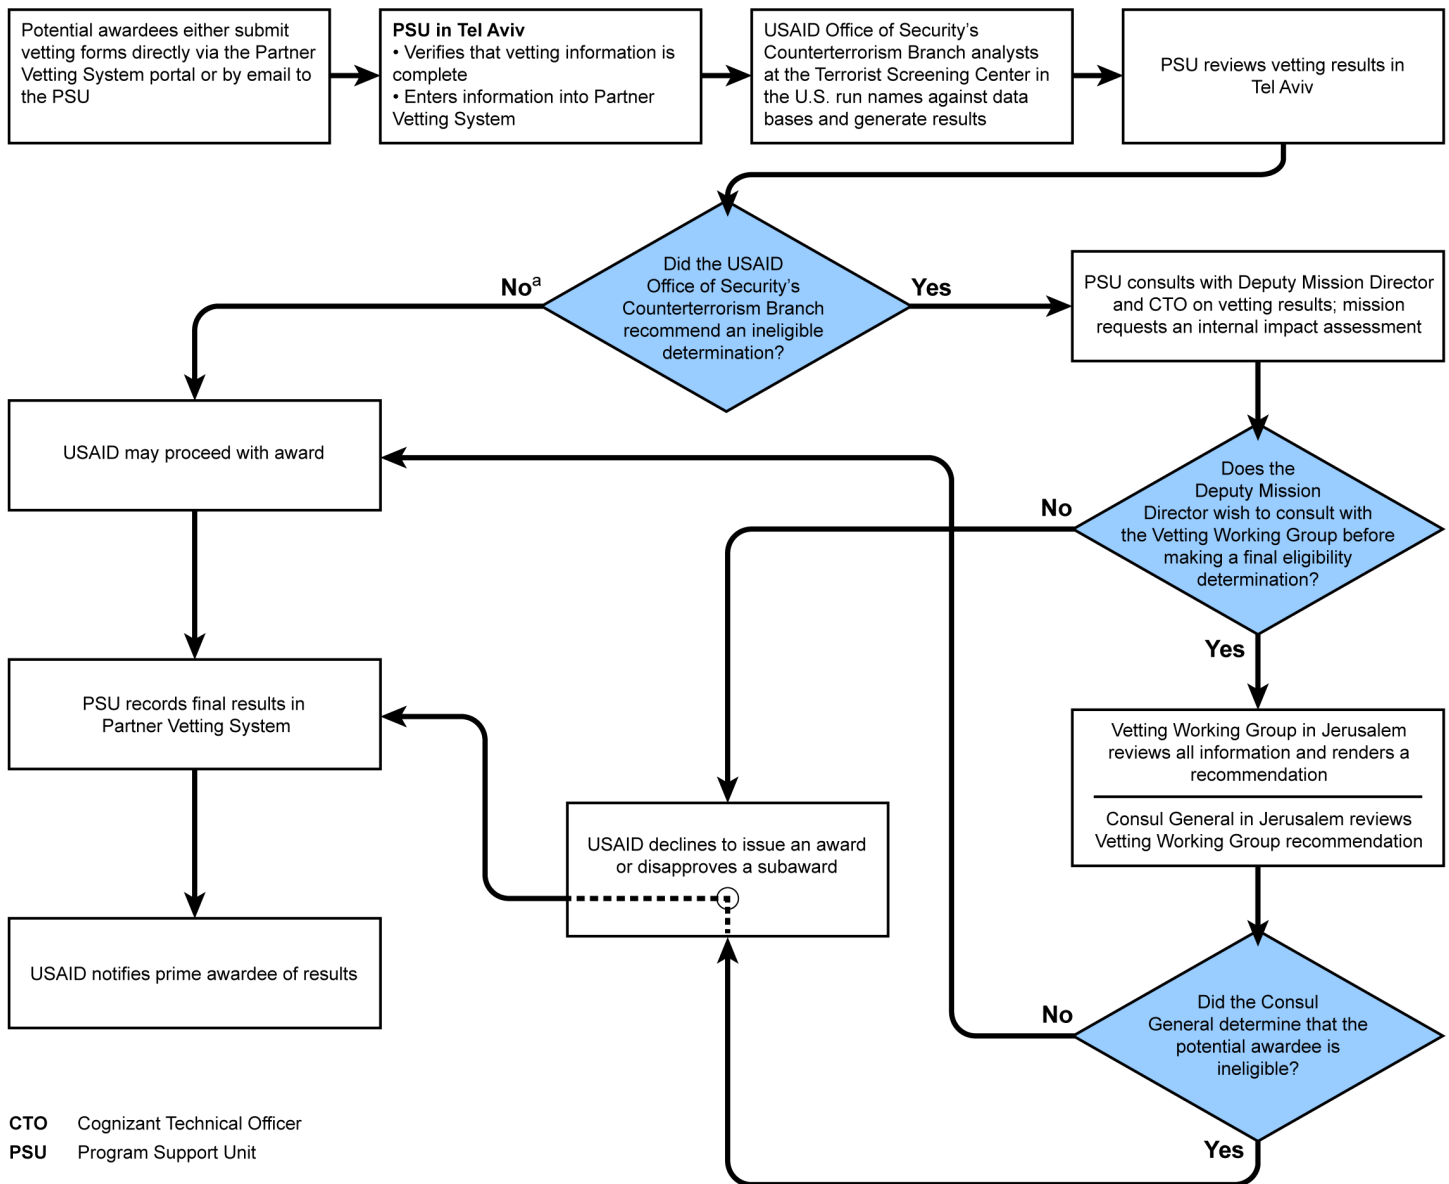 Potential awardees either submit
vetting forms directly via the Partner
Vetting System portal or by email to
the PSU
PSU in Tel Aviv
• Verifies that vetting information is
complete
• Enters information into Partner
Vetting System
USAID Office of Security’s
Counterterrorism Branch analysts
at the Terrorist Screening Center in
the U.S. run names against data
bases and generate results
PSU reviews vetting results in
Tel Aviv
Did the USAID
Office of Security’s
Counterterrorism Branch
recommend an ineligible
determination?
Noᵃ
Yes
PSU consults with Deputy Mission Director
and CTO on vetting results; mission
requests an internal impact assessment
USAID may proceed with award
Does the
Deputy Mission
Director wish to consult with
the Vetting Working Group before
making a final eligibility
determination?
No
Yes
PSU records final results in
Partner Vetting System
Vetting Working Group in Jerusalem
reviews all information and renders a
recommendation
Consul General in Jerusalem reviews
Vetting Working Group recommendation
USAID declines to issue an award
or disapproves a subaward
USAID notifies prime awardee of results
Did the Consul
General determine that the
potential awardee is
ineligible?
No
Yes
CTO Cognizant Technical Officer
PSU Program Support Unit